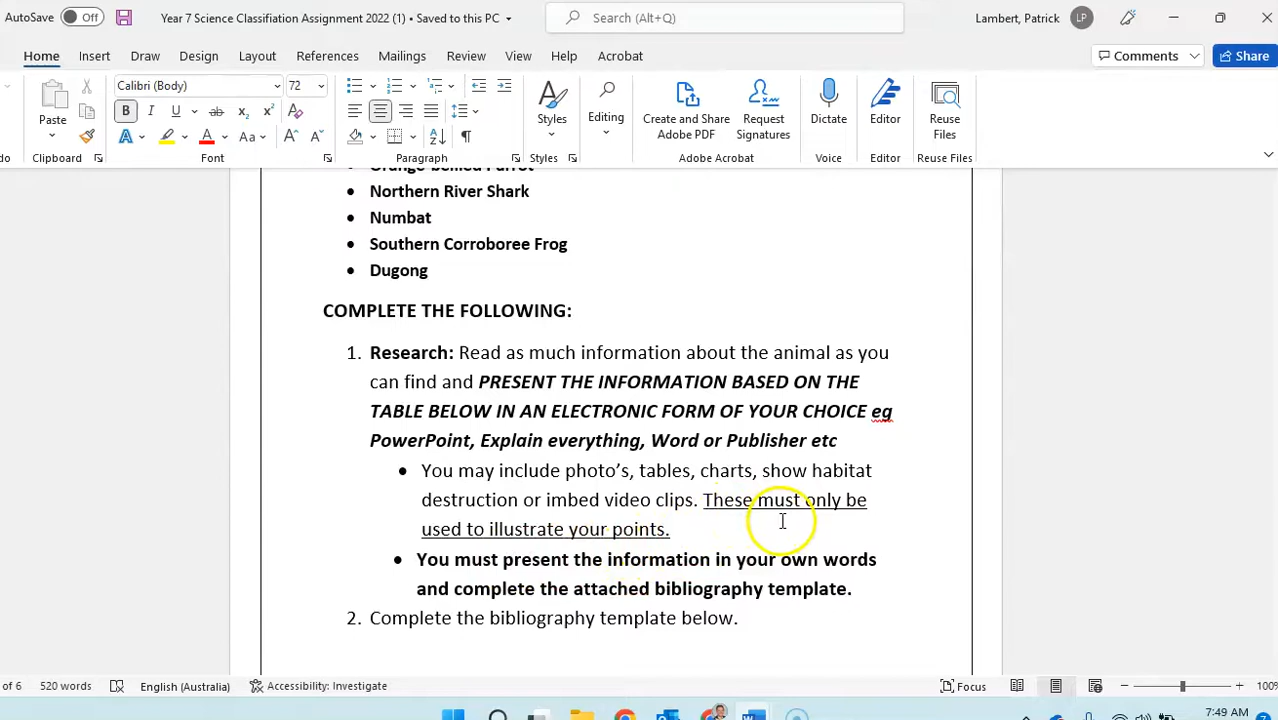 AutoSave Off Year 7 Science Classifiation Assignment 2022 (1) • Saved to this PC Search (Alt+Q) Lambert, Patrick LP
Home Insert Draw Design Layout References Mailings Review View Help Acrobat Comments Share
Calibri (Body) 72
Paste Styles Editing Create and Share Adobe PDF Request Signatures Dictate Editor Reuse Files
Clipboard Font Paragraph Styles Adobe Acrobat Voice Editor Reuse Files
Orange-bellied Parrot
• Northern River Shark
• Numbat
• Southern Corroboree Frog
• Dugong
COMPLETE THE FOLLOWING:
1. Research: Read as much information about the animal as you
can find and PRESENT THE INFORMATION BASED ON THE
TABLE BELOW IN AN ELECTRONIC FORM OF YOUR CHOICE eg
PowerPoint, Explain everything, Word or Publisher etc
• You may include photo's, tables, charts, show habitat
destruction or imbed video clips. These must only be
used to illustrate your points.
• You must present the information in your own words
and complete the attached bibliography template.
2. Complete the bibliography template below.
of 6 520 words English (Australia) Accessibility: Investigate Focus 100%
7:49 AM